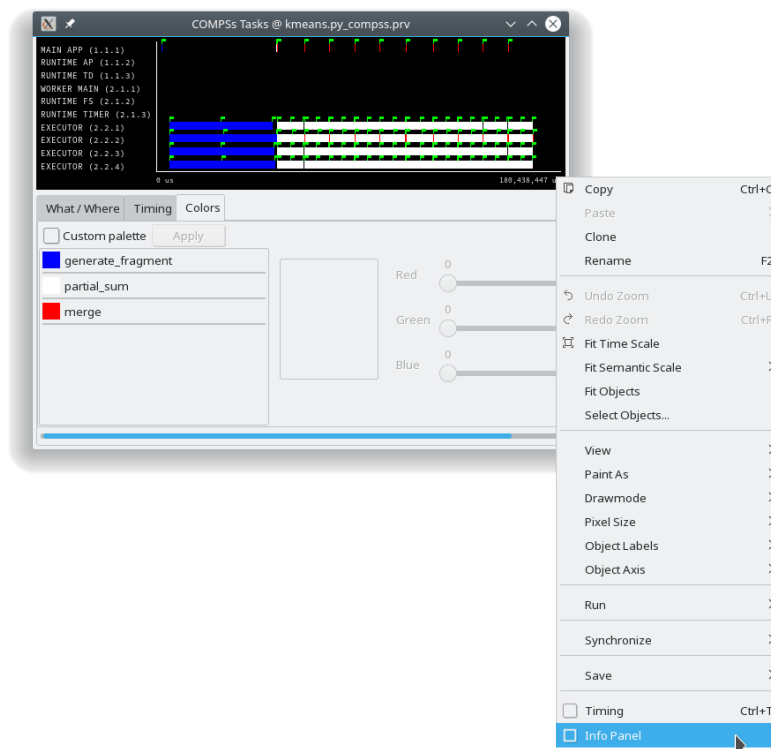 COMPSs Tasks @ kmeans.py_compss.prv
MAIN APP (1.1.1)
RUNTIME AP (1.1.2)
RUNTIME TD (1.1.3)
WORKER MAIN (2.1.1)
RUNTIME FS (2.1.2)
RUNTIME TIMER (2.1.3)
EXECUTOR (2.2.1)
EXECUTOR (2.2.2)
EXECUTOR (2.2.3)
EXECUTOR (2.2.4)
0 us 180,438,447 u
What / Where Timing Colors
Custom palette Apply
generate_fragment
partial_sum
merge
Red 0
Green 0
Blue 0
Copy Ctrl+C
Paste
Clone
Rename F2
Undo Zoom Ctrl+U
Redo Zoom Ctrl+R
Fit Time Scale
Fit Semantic Scale
Fit Objects
Select Objects...
View
Paint As
Drawmode
Pixel Size
Object Labels
Object Axis
Run
Synchronize
Save
Timing Ctrl+T
Info Panel